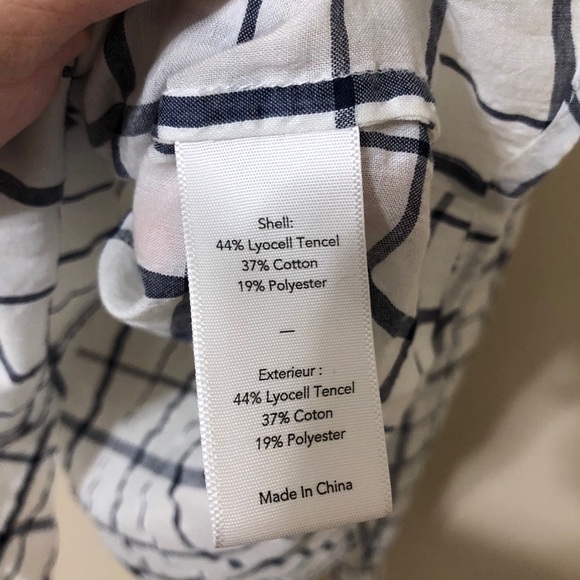 Shell:
44% Lyocell Tencel
37% Cotton
19% Polyester
—
Exterieur :
44% Lyocell Tencel
37% Coton
19% Polyester
Made In China